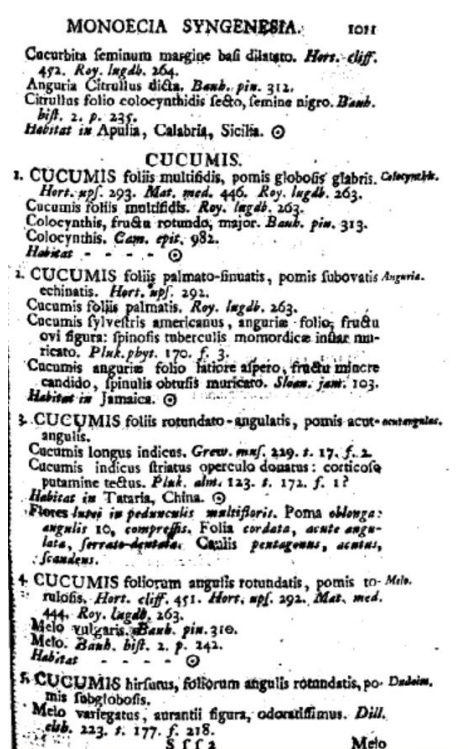 MONOECIA SYNGENESIA. 1011
Cucurbita seminum margine basi dilatato. Hort. cliff.
452. Roy. lugdb. 264.
Anguria Citrullus dicta. Bauh. pin. 312.
Citrullus folio colocynthidis secto, semine nigro. Bauh.
hist. 2. p. 235.
Habitat in Apulia, Calabria, Sicilia. ☉
CUCUMIS.
1. CUCUMIS foliis multifidis, pomis globosis glabris. Colocynthis.
Hort. ups. 293. Mat. med. 446. Roy. lugdb. 263.
Cucumis foliis multifidis. Roy. lugdb. 263.
Colocynthis, fructu rotundo, major. Bauh. pin. 313.
Colocynthis. Cam. epit. 982.
Habitat - - - - ☉
2. CUCUMIS foliis palmato-sinuatis, pomis subovatis Anguria.
echinatis. Hort. ups. 292.
Cucumis foliis palmatis. Roy. lugdb. 263.
Cucumis sylvestris americanus, anguriæ folio, fructu
ovi figura: spinosis tuberculis momordicæ instar mu-
ricato. Pluk. phyt. 170. f. 3.
Cucumis anguriæ folio latiore aspero, fructu minore
candido, spinulis obtusis muricato. Sloan. jam. 103.
Habitat in Jamaica. ☉
3. CUCUMIS foliis rotundato-angulatis, pomis acut- acutangulus.
angulis.
Cucumis longus indicus. Grew. mus. 229. t. 17. f. 2.
Cucumis indicus striatus operculo donatus: corticoso
putamine tectus. Pluk. alm. 123. t. 172. f. 1?
Habitat in Tataria, China. ☉
Flores lutei in pedunculis multifloris. Poma oblonga:
angulis 10, compressis. Folia cordata, acute angu-
lata, serrato-dentata. Caulis pentagonus, acutus,
scandens.
4. CUCUMIS foliorum angulis rotundatis, pomis to- Melo.
rulosis. Hort. cliff. 451. Hort. ups. 292. Mat. med.
444. Roy. lugdb. 263.
Melo vulgaris. Bauh. pin. 310.
Melo. Bauh. hist. 2. p. 242.
Habitat - - - - ☉
5. CUCUMIS hirsutus, foliorum angulis rotundatis, po- Dudaim.
mis subglobosis.
Melo variegatus, aurantii figura, odoratissimus. Dill.
elth. 223. t. 177. f. 218.
S f f 2 Melo